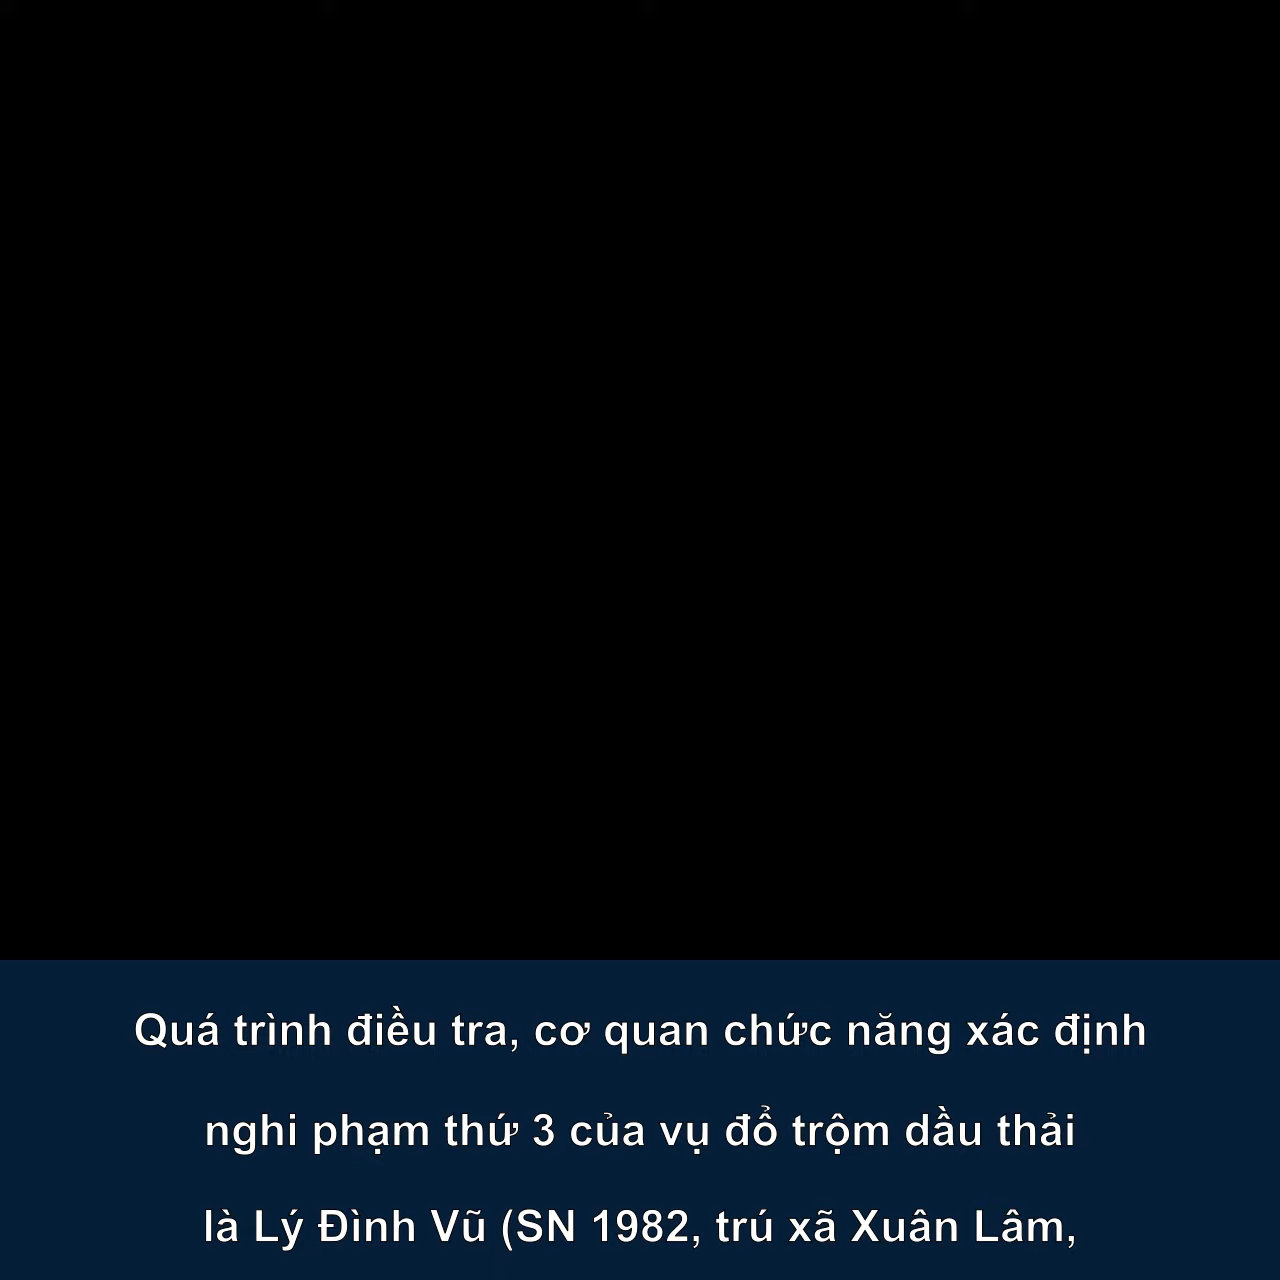 Quá trình điều tra, cơ quan chức năng xác định
nghi phạm thứ 3 của vụ đổ trộm dầu thải
là Lý Đình Vũ (SN 1982, trú xã Xuân Lâm,